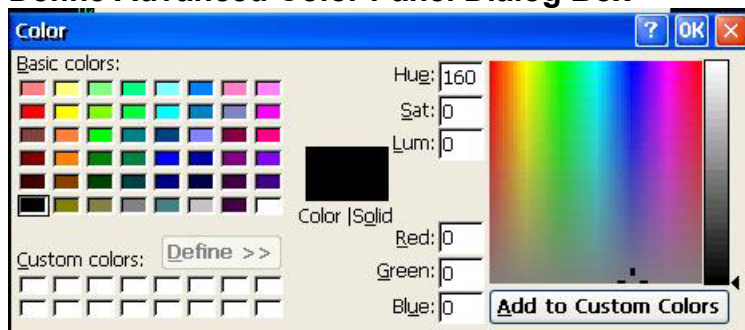 Define Advanced Color Panel Dialog Box
Color ? OK ×
Basic colors:
Hue: 160
Sat: 0
Lum: 0
Color |Solid
Red: 0
Green: 0
Blue: 0
Define >>
Custom colors:
Add to Custom Colors